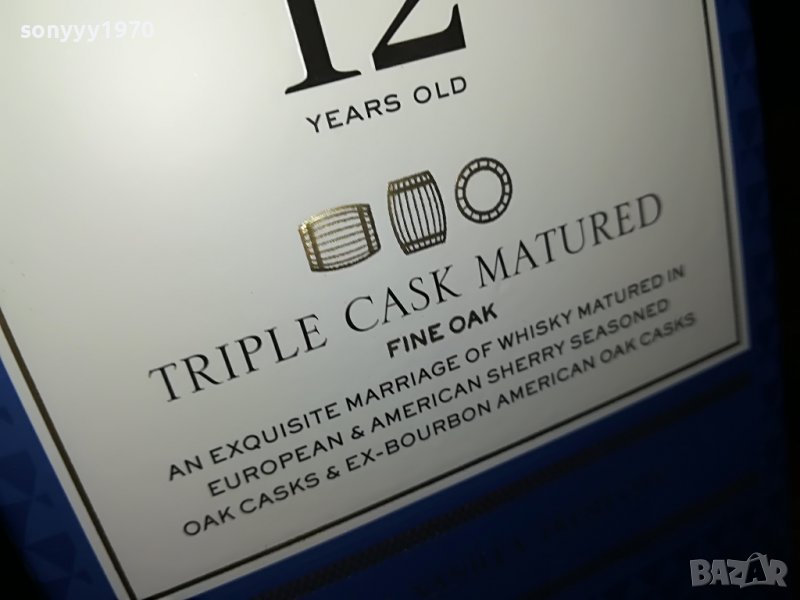 sonyyy1970
12
YEARS OLD
TRIPLE CASK MATURED
FINE OAK
AN EXQUISITE MARRIAGE OF WHISKY MATURED IN
EUROPEAN & AMERICAN SHERRY SEASONED
OAK CASKS & EX-BOURBON AMERICAN OAK CASKS
BAZAR